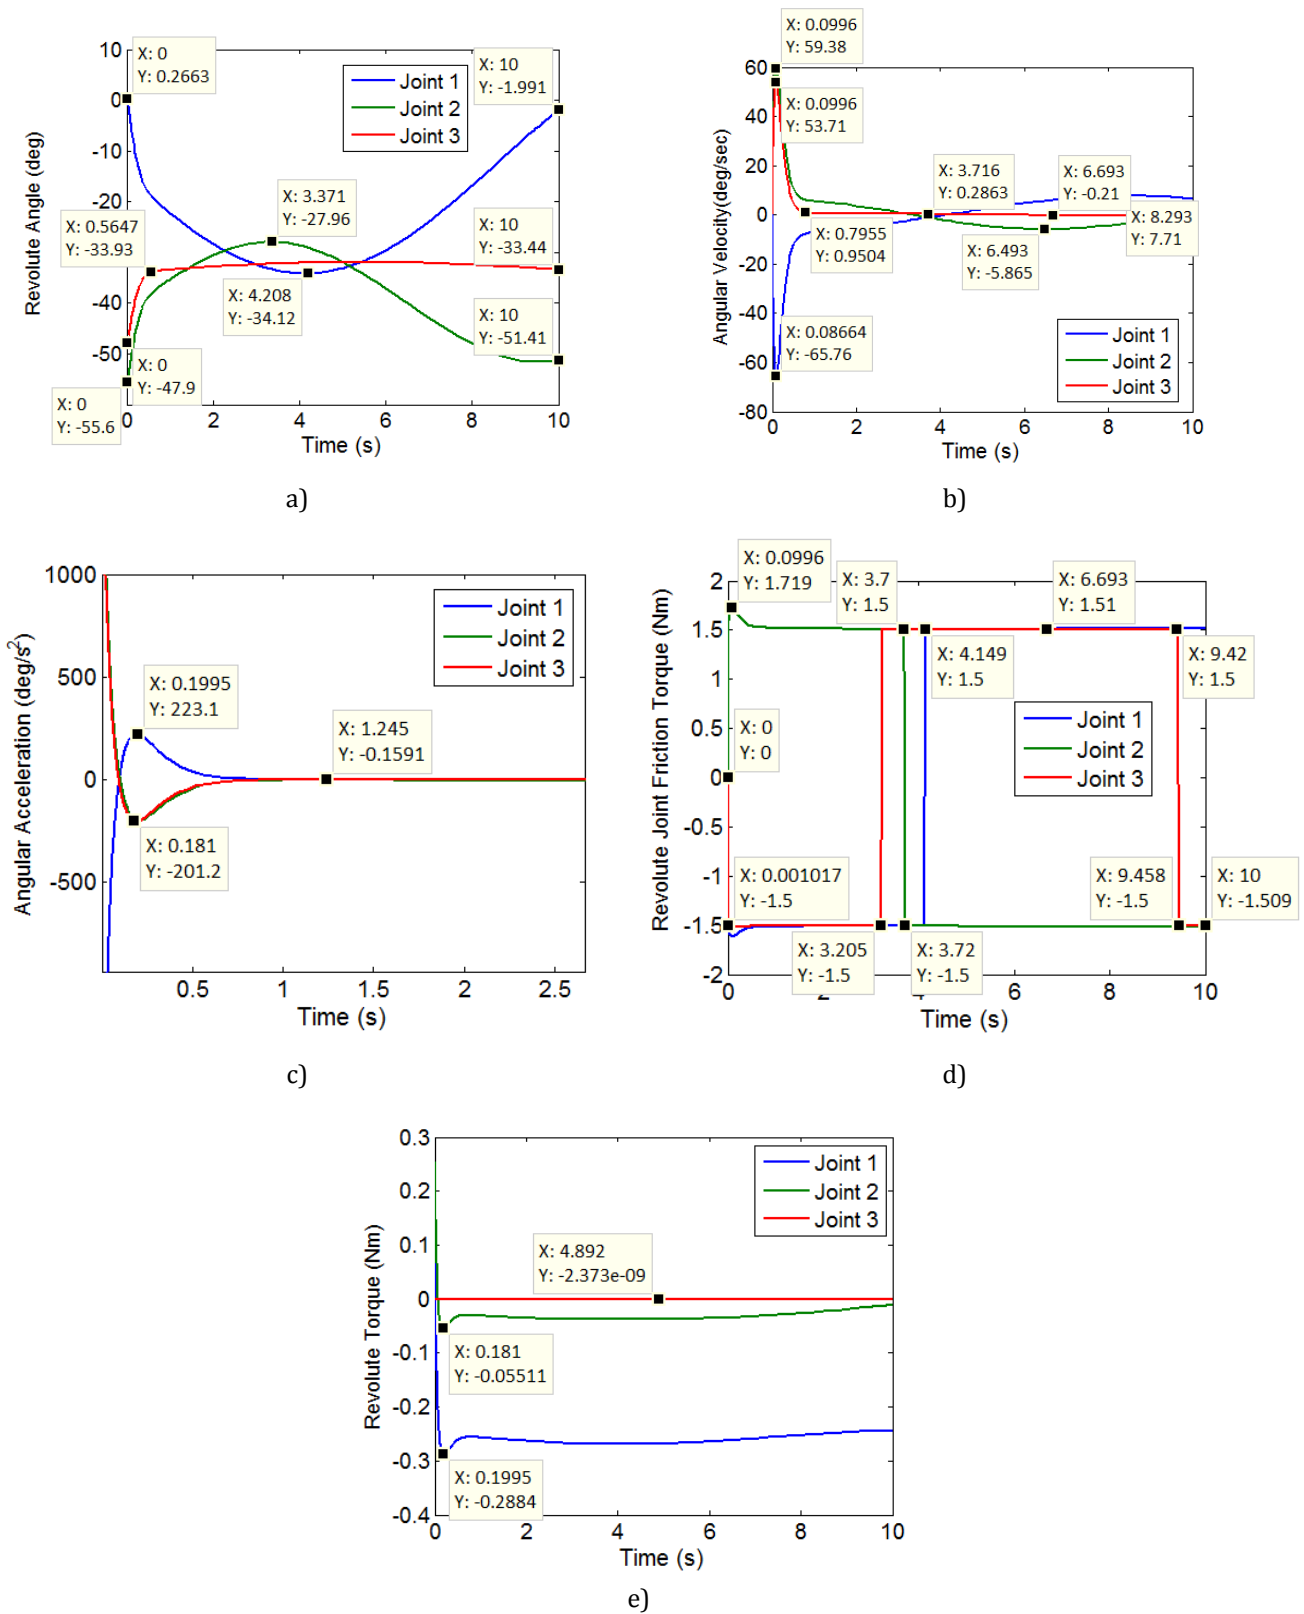 10
0
-10
-20
-40
-50
Revolute Angle (deg)
X: 0
Y: 0.2663
Joint 1
Joint 2
Joint 3
X: 10
Y: -1.991
X: 3.371
Y: -27.96
X: 0.5647
Y: -33.93
X: 10
Y: -33.44
X: 4.208
Y: -34.12
X: 10
Y: -51.41
X: 0
Y: -47.9
X: 0
Y: -55.6
0
2
4
6
8
10
Time (s)
a)
60
40
20
0
-20
-40
-60
-80
Angular Velocity(deg/sec)
X: 0.0996
Y: 59.38
X: 0.0996
Y: 53.71
X: 3.716
Y: 0.2863
X: 6.693
Y: -0.21
X: 0.7955
Y: 0.9504
X: 6.493
Y: -5.865
X: 8.293
Y: 7.71
X: 0.08664
Y: -65.76
Joint 1
Joint 2
Joint 3
0
2
4
6
8
10
Time (s)
b)
1000
500
0
-500
Angular Acceleration (deg/s²)
Joint 1
Joint 2
Joint 3
X: 0.1995
Y: 223.1
X: 1.245
Y: -0.1591
X: 0.181
Y: -201.2
0.5
1
1.5
2
2.5
Time (s)
c)
2
1.5
1
0.5
0
-0.5
-1
-1.5
-2
Revolute Joint Friction Torque (Nm)
X: 0.0996
Y: 1.719
X: 3.7
Y: 1.5
X: 6.693
Y: 1.51
X: 4.149
Y: 1.5
X: 9.42
Y: 1.5
X: 0
Y: 0
Joint 1
Joint 2
Joint 3
X: 0.001017
Y: -1.5
X: 9.458
Y: -1.5
X: 10
Y: -1.509
X: 3.205
Y: -1.5
X: 3.72
Y: -1.5
0
2
4
6
8
10
Time (s)
d)
0.3
0.2
0.1
0
-0.1
-0.2
-0.3
-0.4
Revolute Torque (Nm)
Joint 1
Joint 2
Joint 3
X: 4.892
Y: -2.373e-09
X: 0.181
Y: -0.05511
X: 0.1995
Y: -0.2884
0
2
4
6
8
10
Time (s)
e)